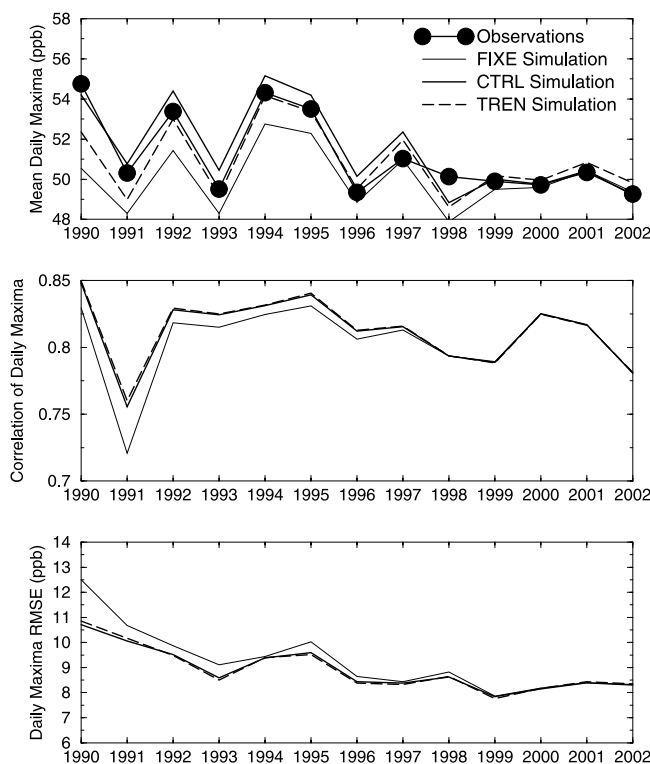 Mean Daily Maxima (ppb)
58
56
54
52
50
48
Observations
FIXE Simulation
CTRL Simulation
TREN Simulation
1990 1991 1992 1993 1994 1995 1996 1997 1998 1999 2000 2001 2002
Correlation of Daily Maxima
0.85
0.8
0.75
0.7
1990 1991 1992 1993 1994 1995 1996 1997 1998 1999 2000 2001 2002
Daily Maxima RMSE (ppb)
14
13
12
11
10
9
8
7
6
1990 1991 1992 1993 1994 1995 1996 1997 1998 1999 2000 2001 2002